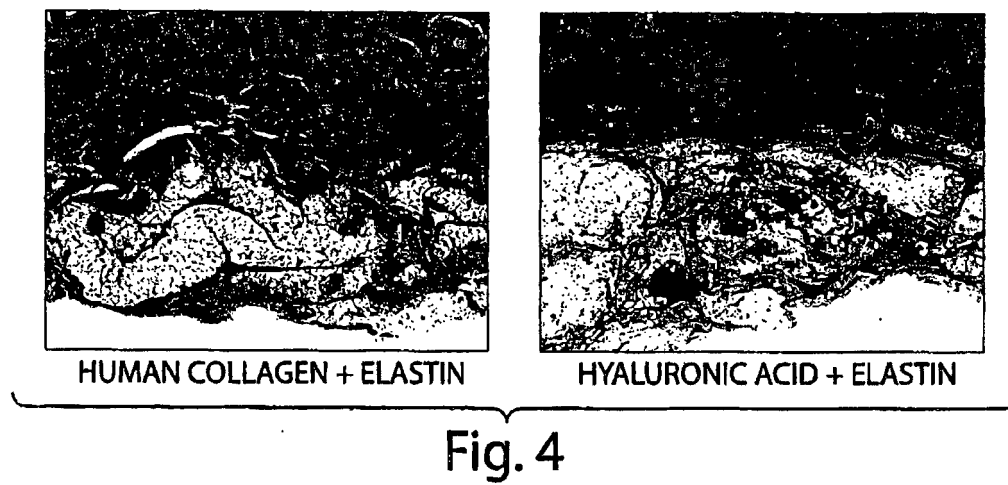 HUMAN COLLAGEN + ELASTIN
HYALURONIC ACID + ELASTIN
Fig. 4